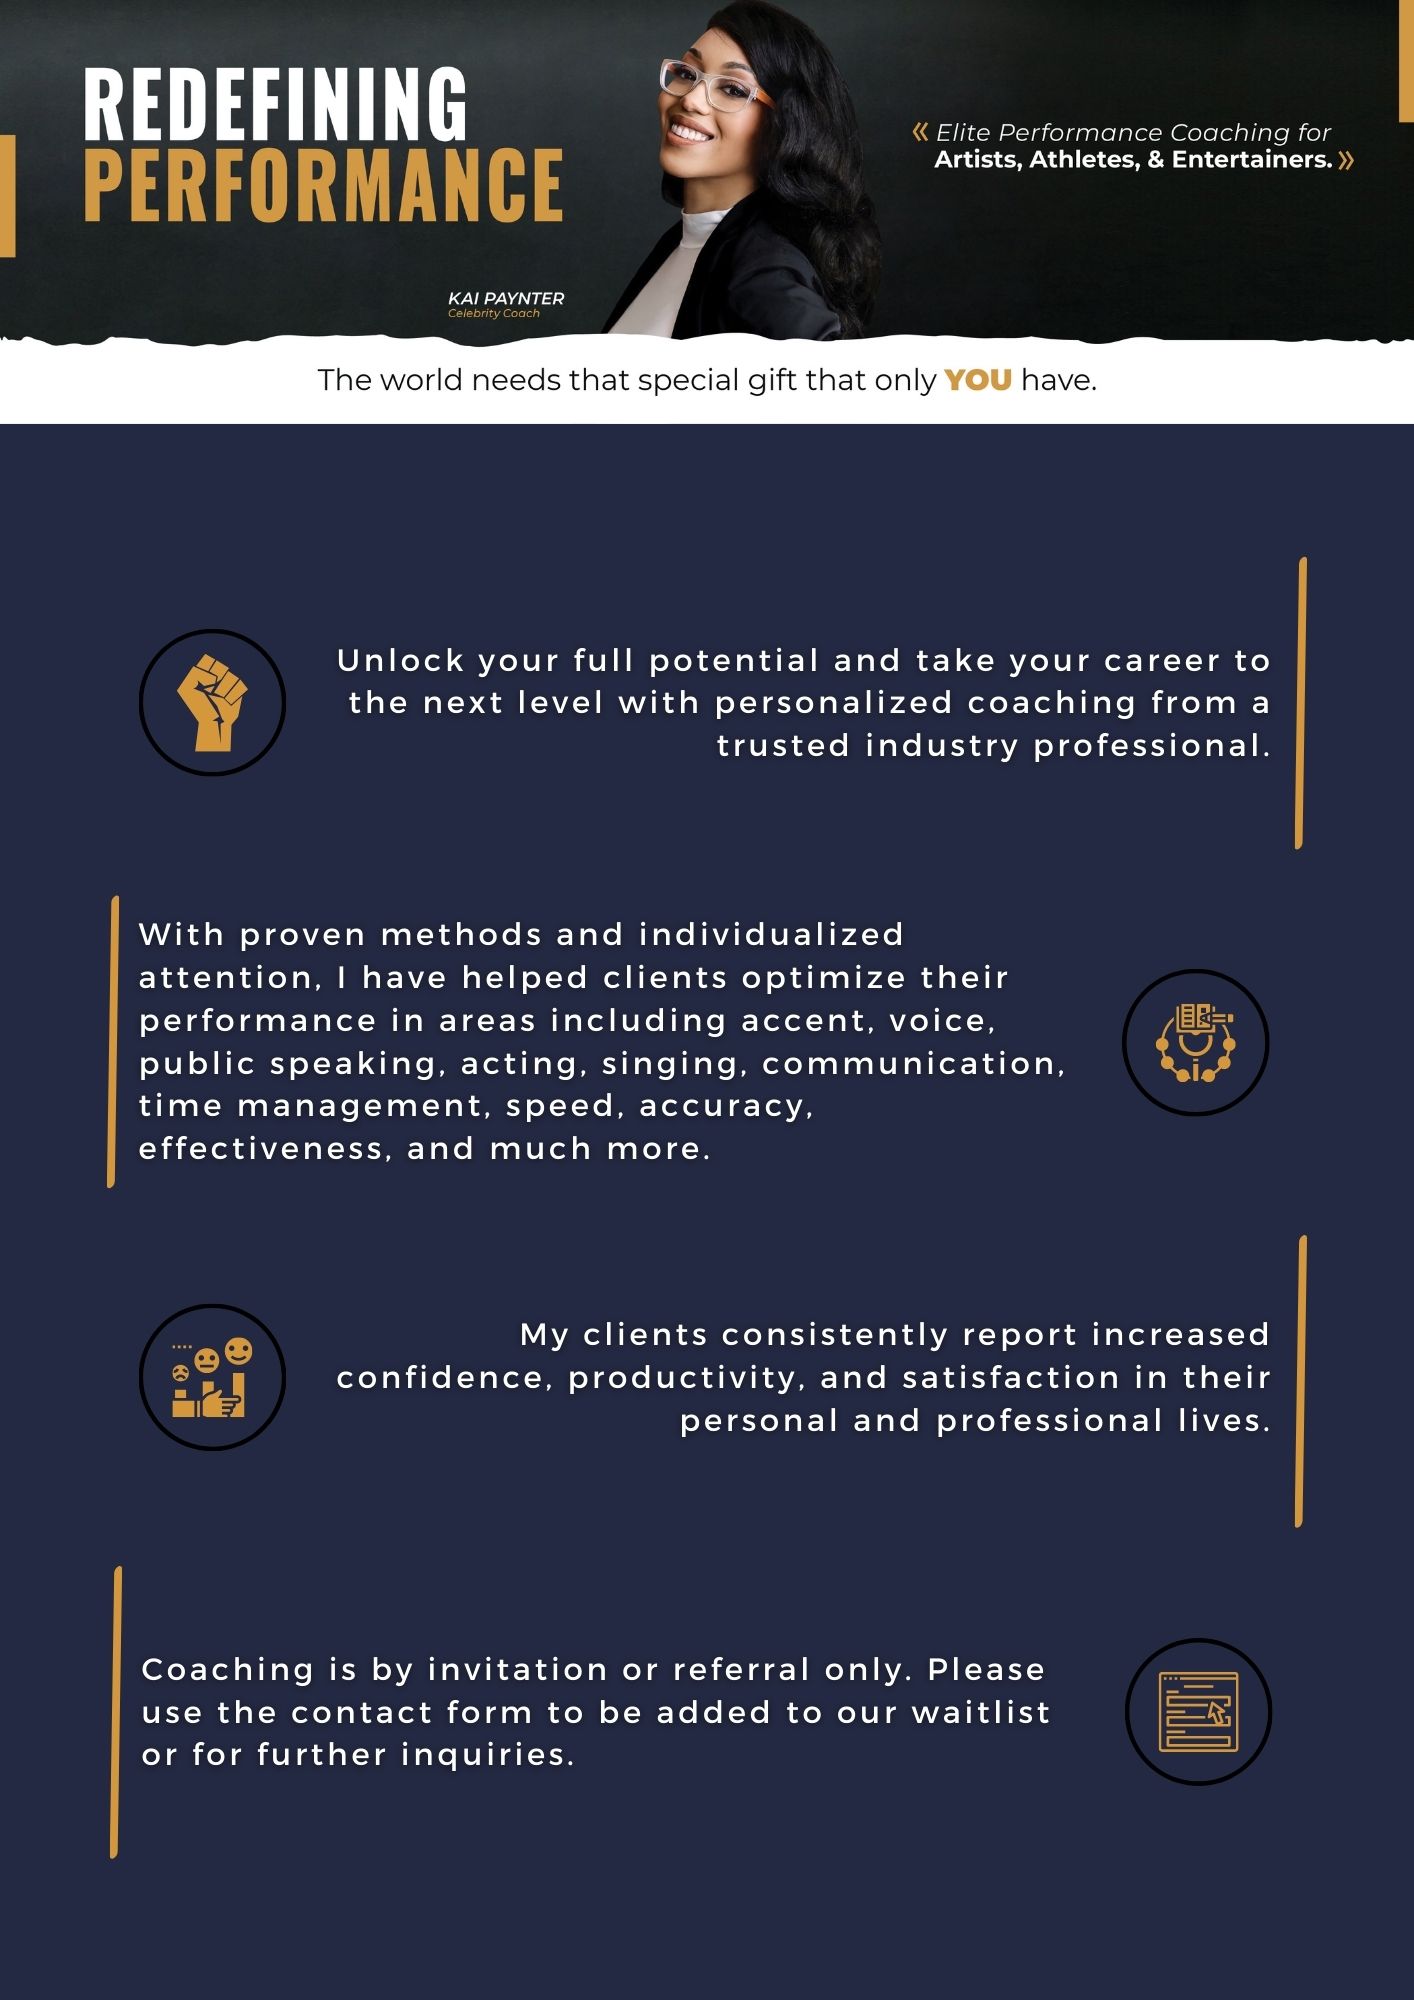 REDEFINING
PERFORMANCE
« Elite Performance Coaching for
Artists, Athletes, & Entertainers. »
KAI PAYNTER
Celebrity Coach
The world needs that special gift that only YOU have.
Unlock your full potential and take your career to
the next level with personalized coaching from a
trusted industry professional.
With proven methods and individualized
attention, I have helped clients optimize their
performance in areas including accent, voice,
public speaking, acting, singing, communication,
time management, speed, accuracy,
effectiveness, and much more.
My clients consistently report increased
confidence, productivity, and satisfaction in their
personal and professional lives.
Coaching is by invitation or referral only. Please
use the contact form to be added to our waitlist
or for further inquiries.